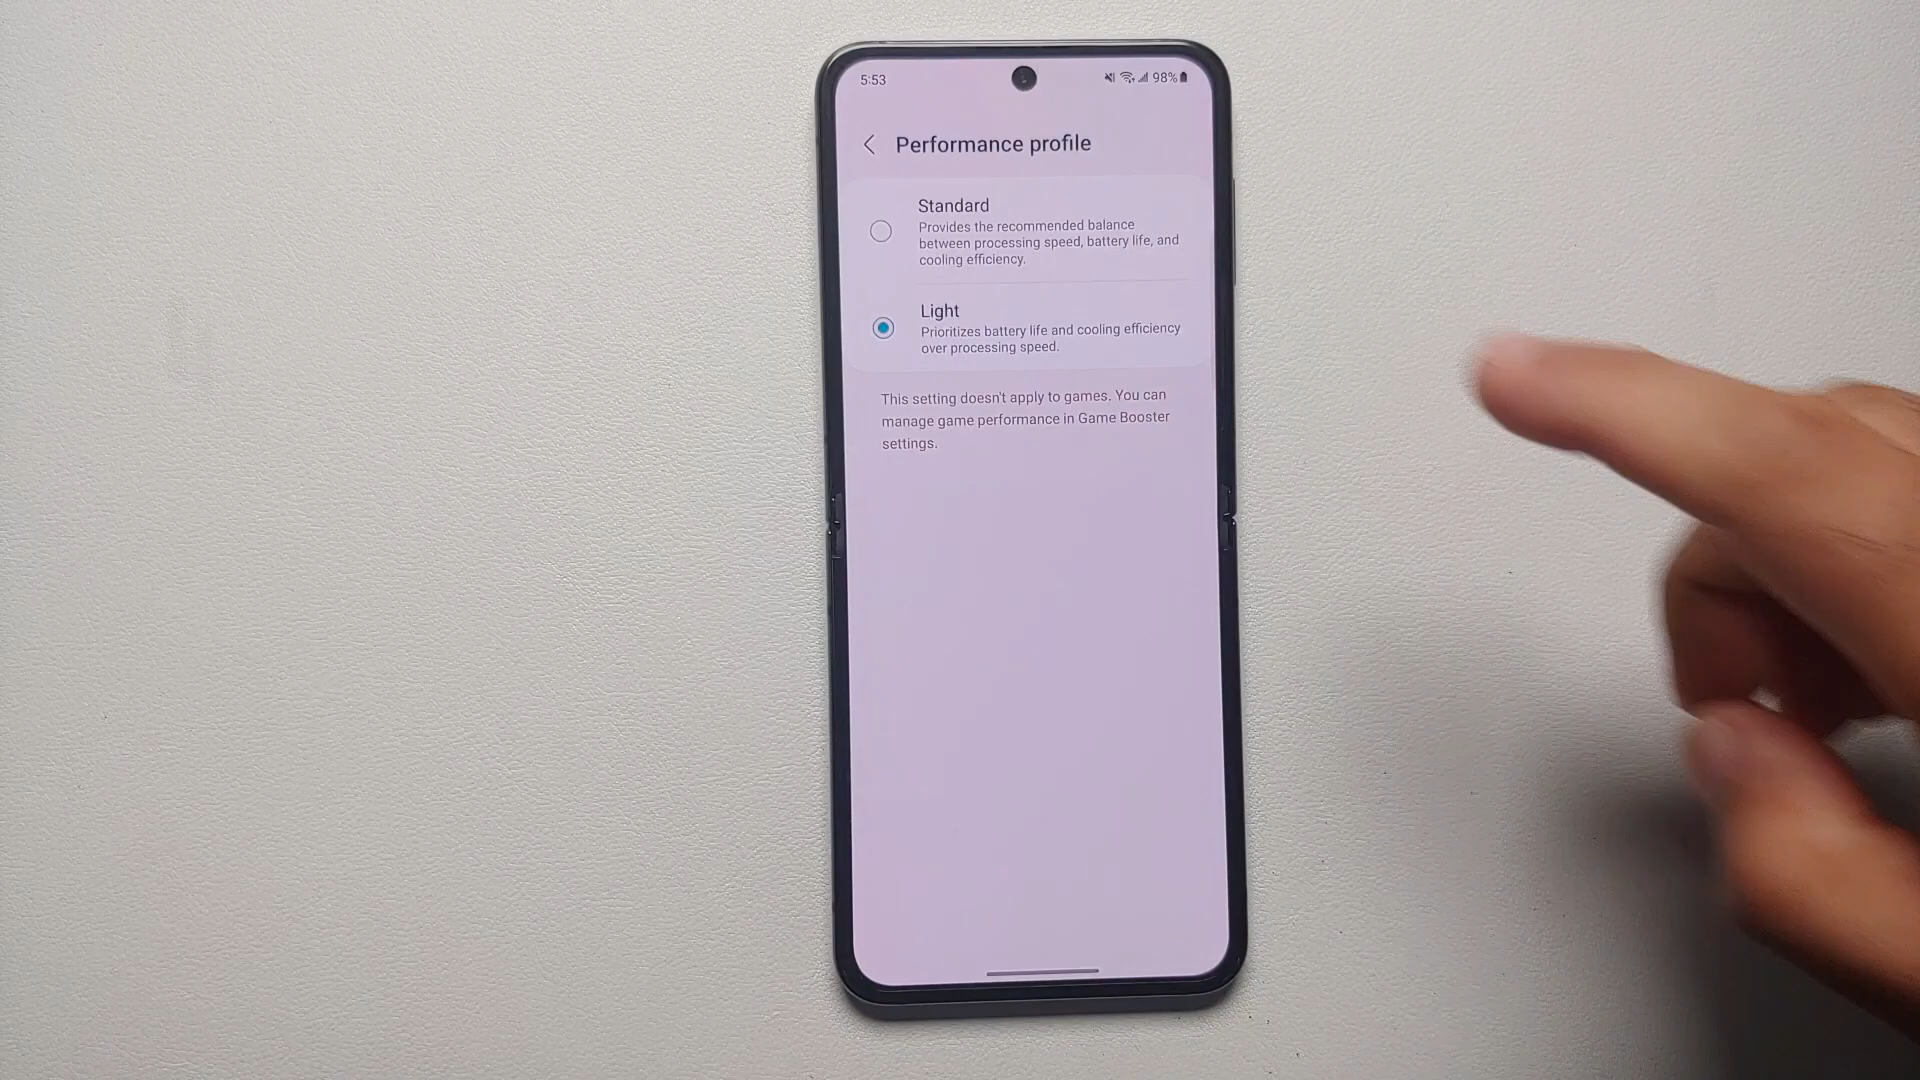 5:53
98%
Performance profile
Standard
Provides the recommended balance
between processing speed, battery life, and
cooling efficiency.
Light
Prioritizes battery life and cooling efficiency
over processing speed.
This setting doesn't apply to games. You can
manage game performance in Game Booster
settings.